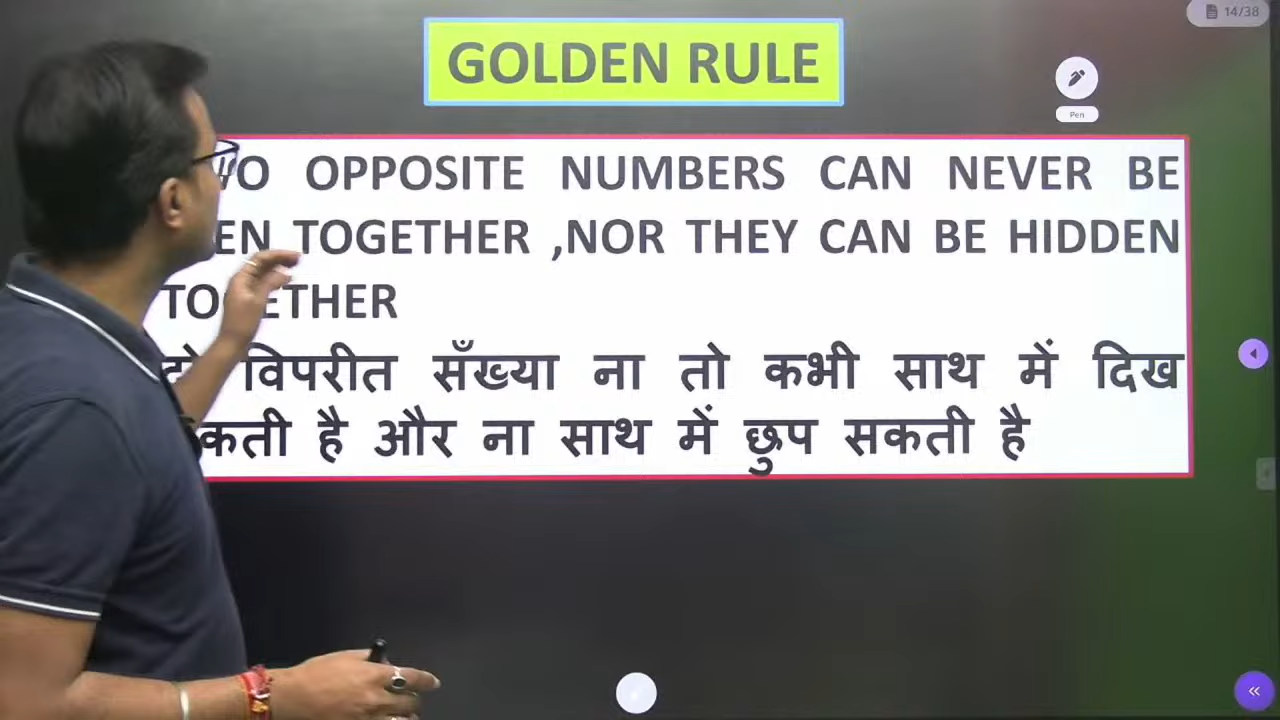 14/38
GOLDEN RULE
Pen
OPPOSITE NUMBERS CAN NEVER BE
TOGETHER ,NOR THEY CAN BE HIDDEN
TOGETHER
विपरीत सँख्या ना तो कभी साथ में दिख
है और ना साथ में छुप सकती है